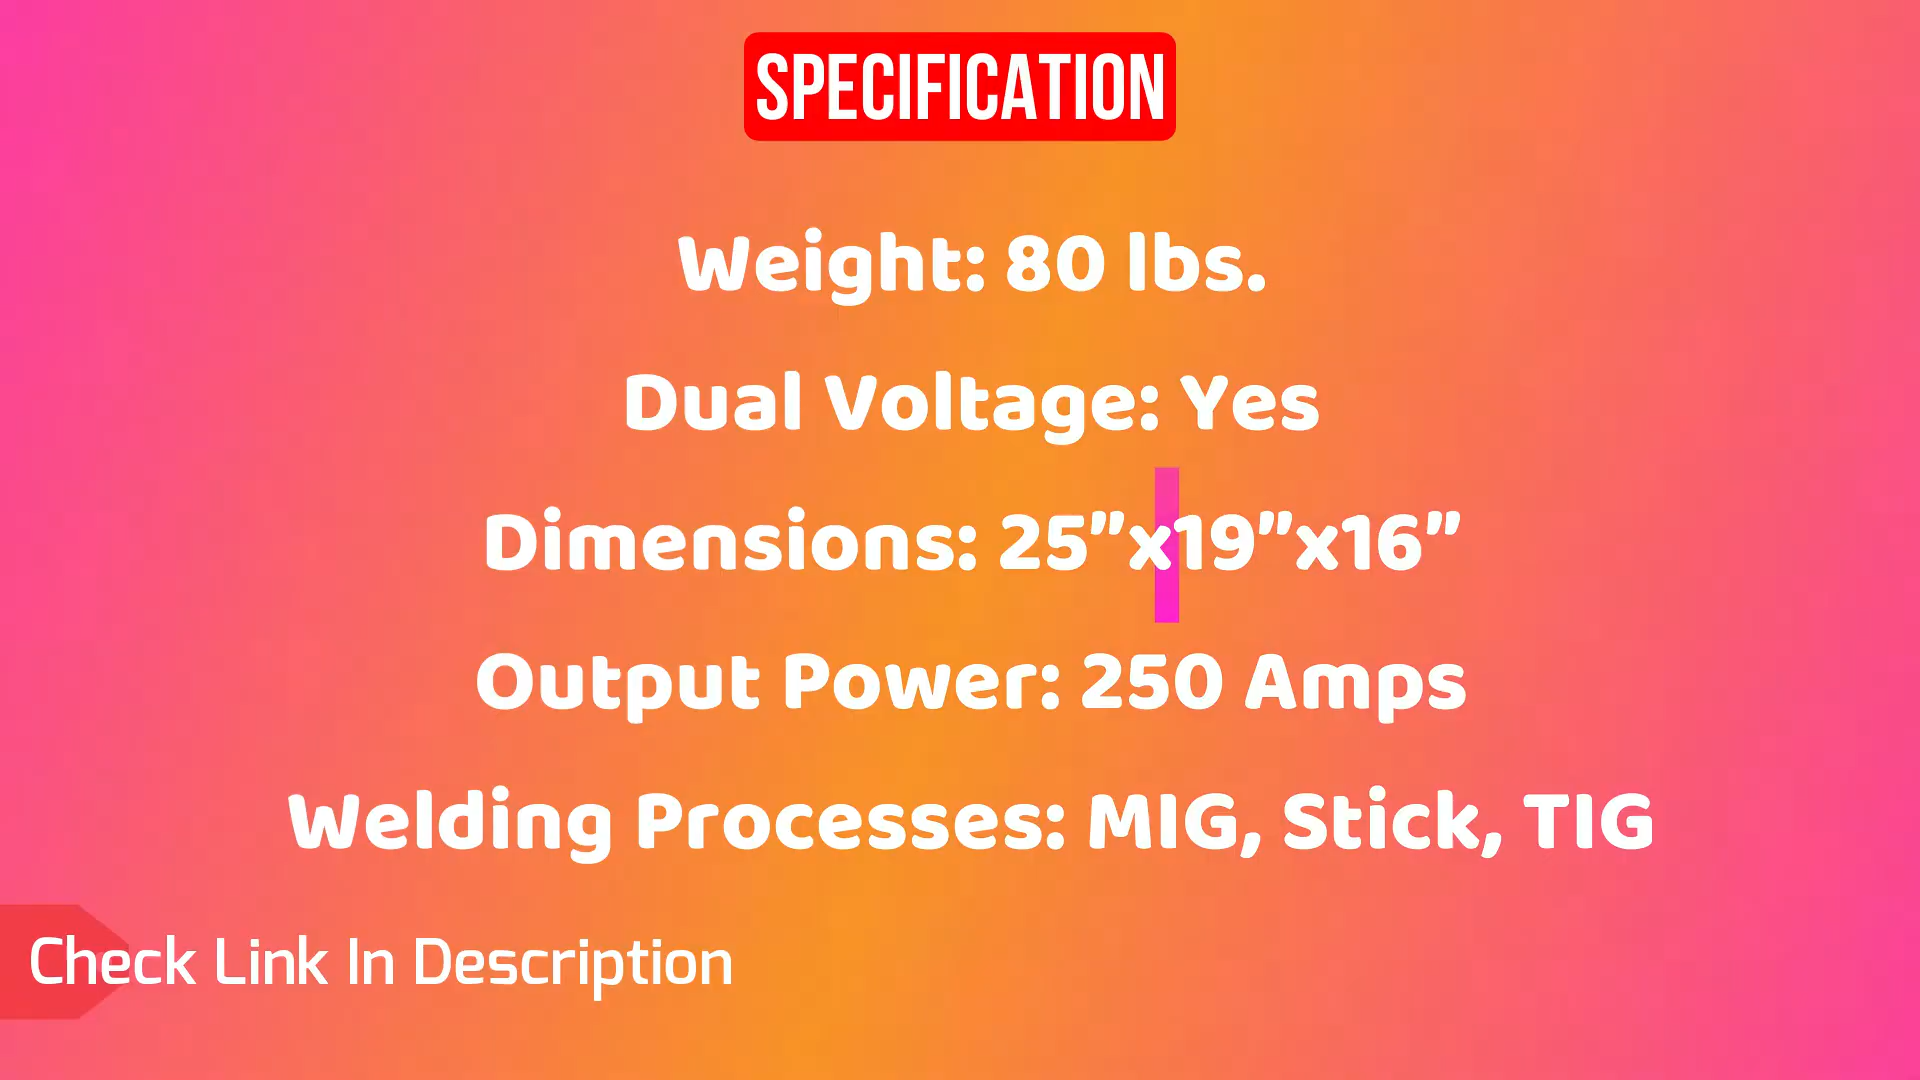 SPECIFICATION
Weight: 80 lbs.
Dual Voltage: Yes
Dimensions: 25”x19”x16”
Output Power: 250 Amps
Welding Processes: MIG, Stick, TIG
Check Link In Description